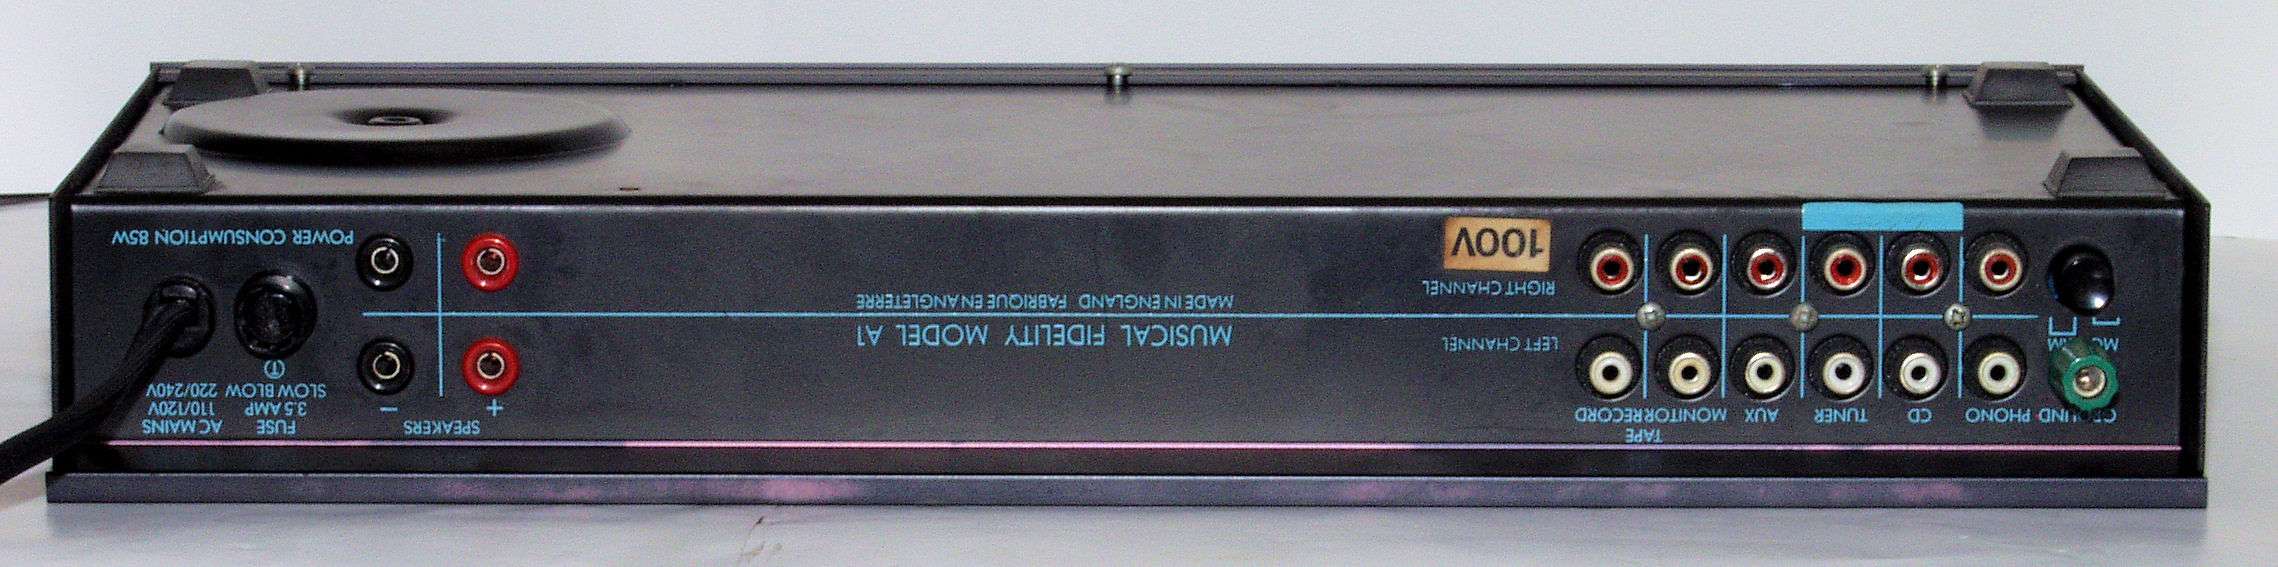 TAPE
GROUND PHONO CD TUNER AUX MONITOR RECORD
MC MM
LEFT CHANNEL
RIGHT CHANNEL
100V
MUSICAL FIDELITY MODEL A1
MADE IN ENGLAND FABRIQUE EN ANGLETERRE
SPEAKERS
+ −
FUSE
3.5 AMP
SLOW BLOW
T
AC MAINS
110/120V
220/240V
POWER CONSUMPTION 85W